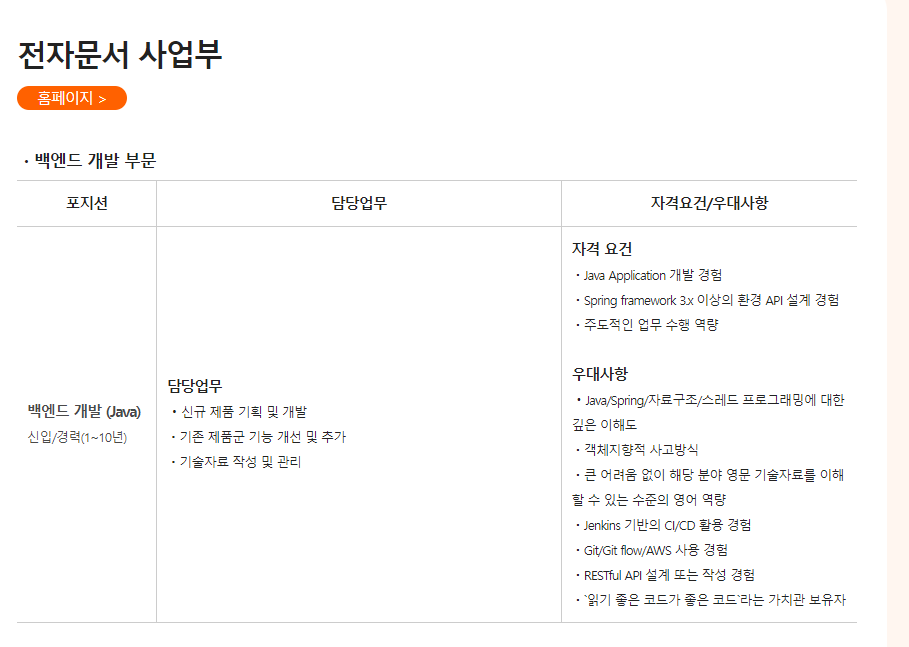 전자문서 사업부
홈페이지 >
· 백엔드 개발 부문
포지션
담당업무
자격요건/우대사항
백엔드 개발 (Java)
신입/경력(1~10년)
담당업무
· 신규 제품 기획 및 개발
· 기존 제품군 기능 개선 및 추가
· 기술자료 작성 및 관리
자격 요건
· Java Application 개발 경험
· Spring framework 3.x 이상의 환경 API 설계 경험
· 주도적인 업무 수행 역량
우대사항
· Java/Spring/자료구조/스레드 프로그래밍에 대한
깊은 이해도
· 객체지향적 사고방식
· 큰 어려움 없이 해당 분야 영문 기술자료를 이해
할 수 있는 수준의 영어 역량
· Jenkins 기반의 CI/CD 활용 경험
· Git/Git flow/AWS 사용 경험
· RESTful API 설계 또는 작성 경험
· `읽기 좋은 코드가 좋은 코드`라는 가치관 보유자